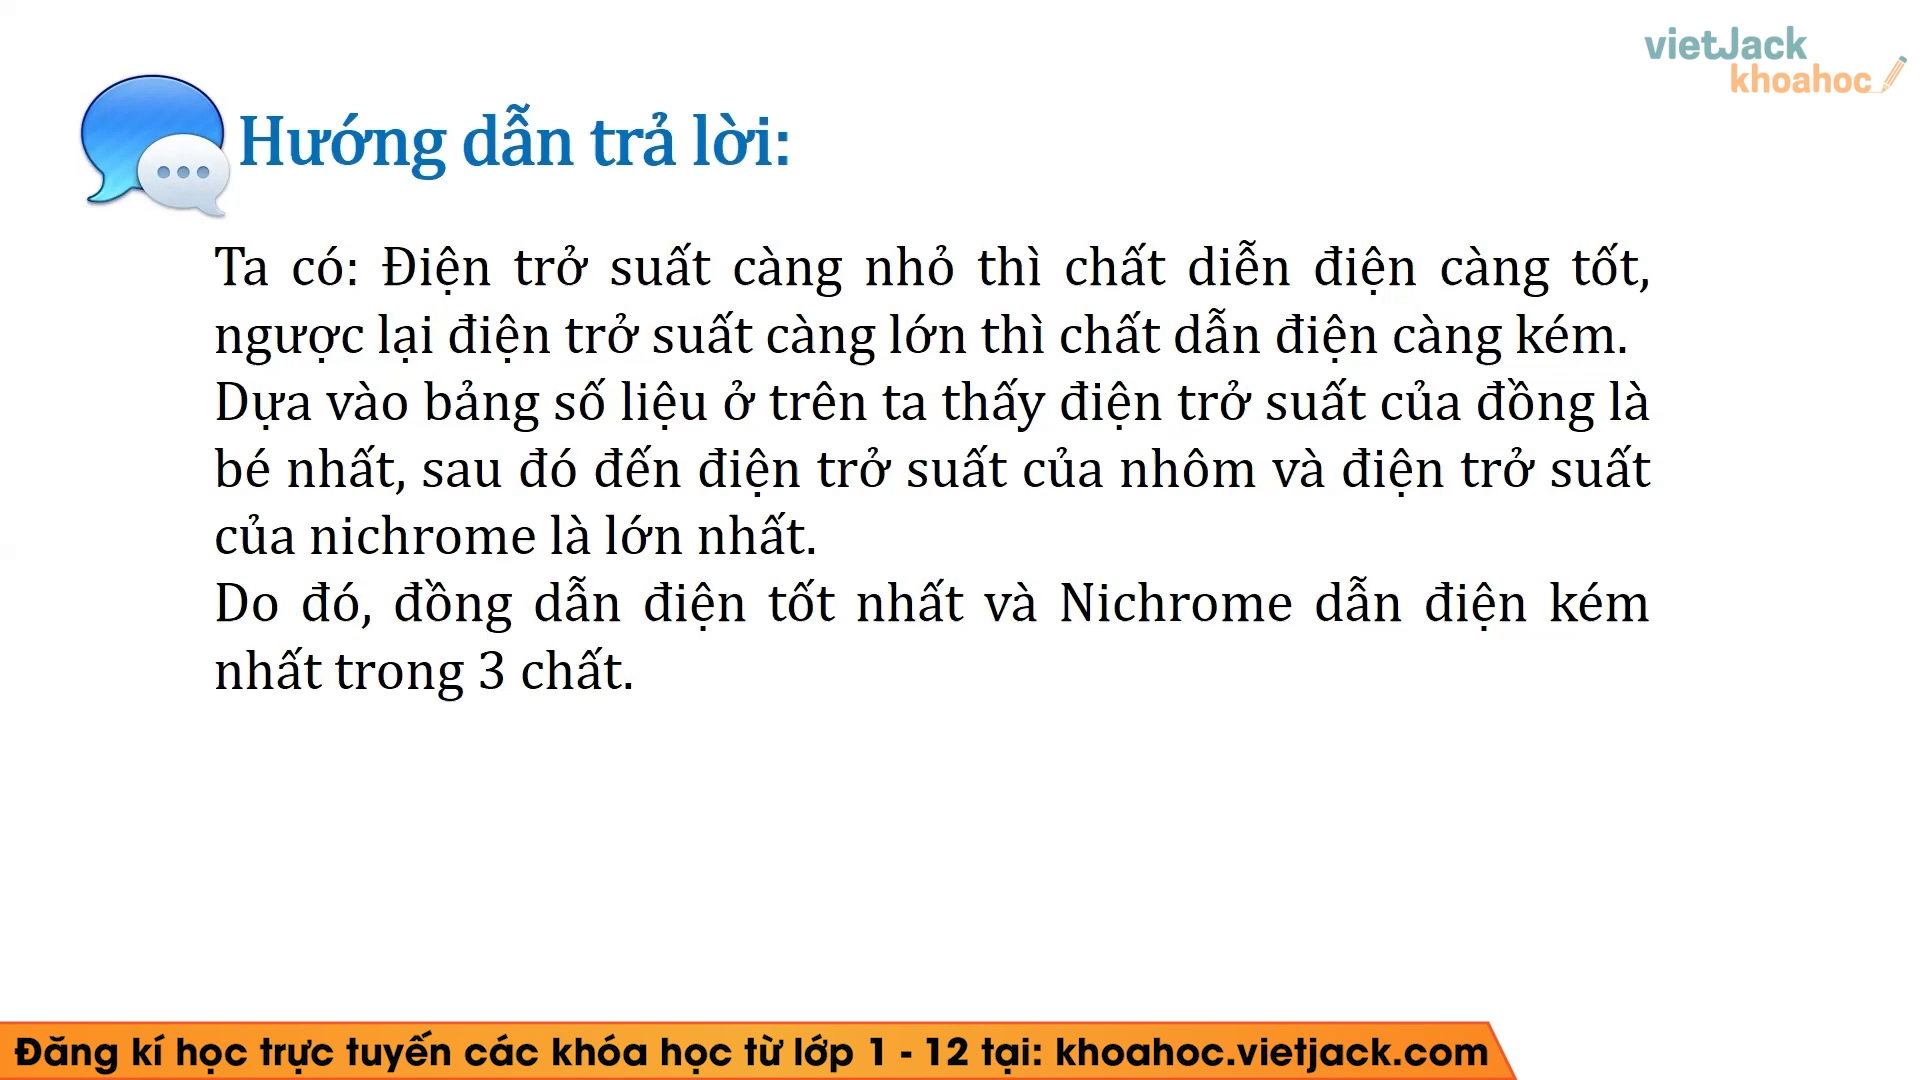 vietJack
khoahoc
Hướng dẫn trả lời:
Ta có: Điện trở suất càng nhỏ thì chất diễn điện càng tốt,
ngược lại điện trở suất càng lớn thì chất dẫn điện càng kém.
Dựa vào bảng số liệu ở trên ta thấy điện trở suất của đồng là
bé nhất, sau đó đến điện trở suất của nhôm và điện trở suất
của nichrome là lớn nhất.
Do đó, đồng dẫn điện tốt nhất và Nichrome dẫn điện kém
nhất trong 3 chất.
Đăng kí học trực tuyến các khóa học từ lớp 1 - 12 tại: khoahoc.vietjack.com